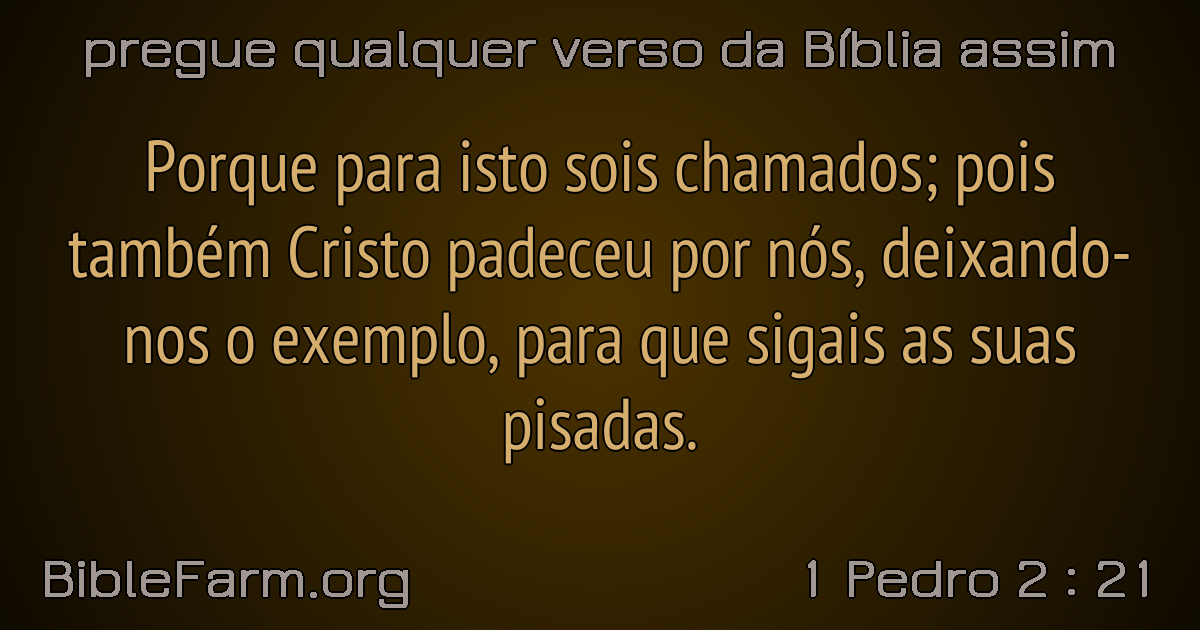 pregue qualquer verso da Bíblia assim
Porque para isto sois chamados; pois
também Cristo padeceu por nós, deixando-
nos o exemplo, para que sigais as suas
pisadas.
BibleFarm.org
1 Pedro 2 : 21